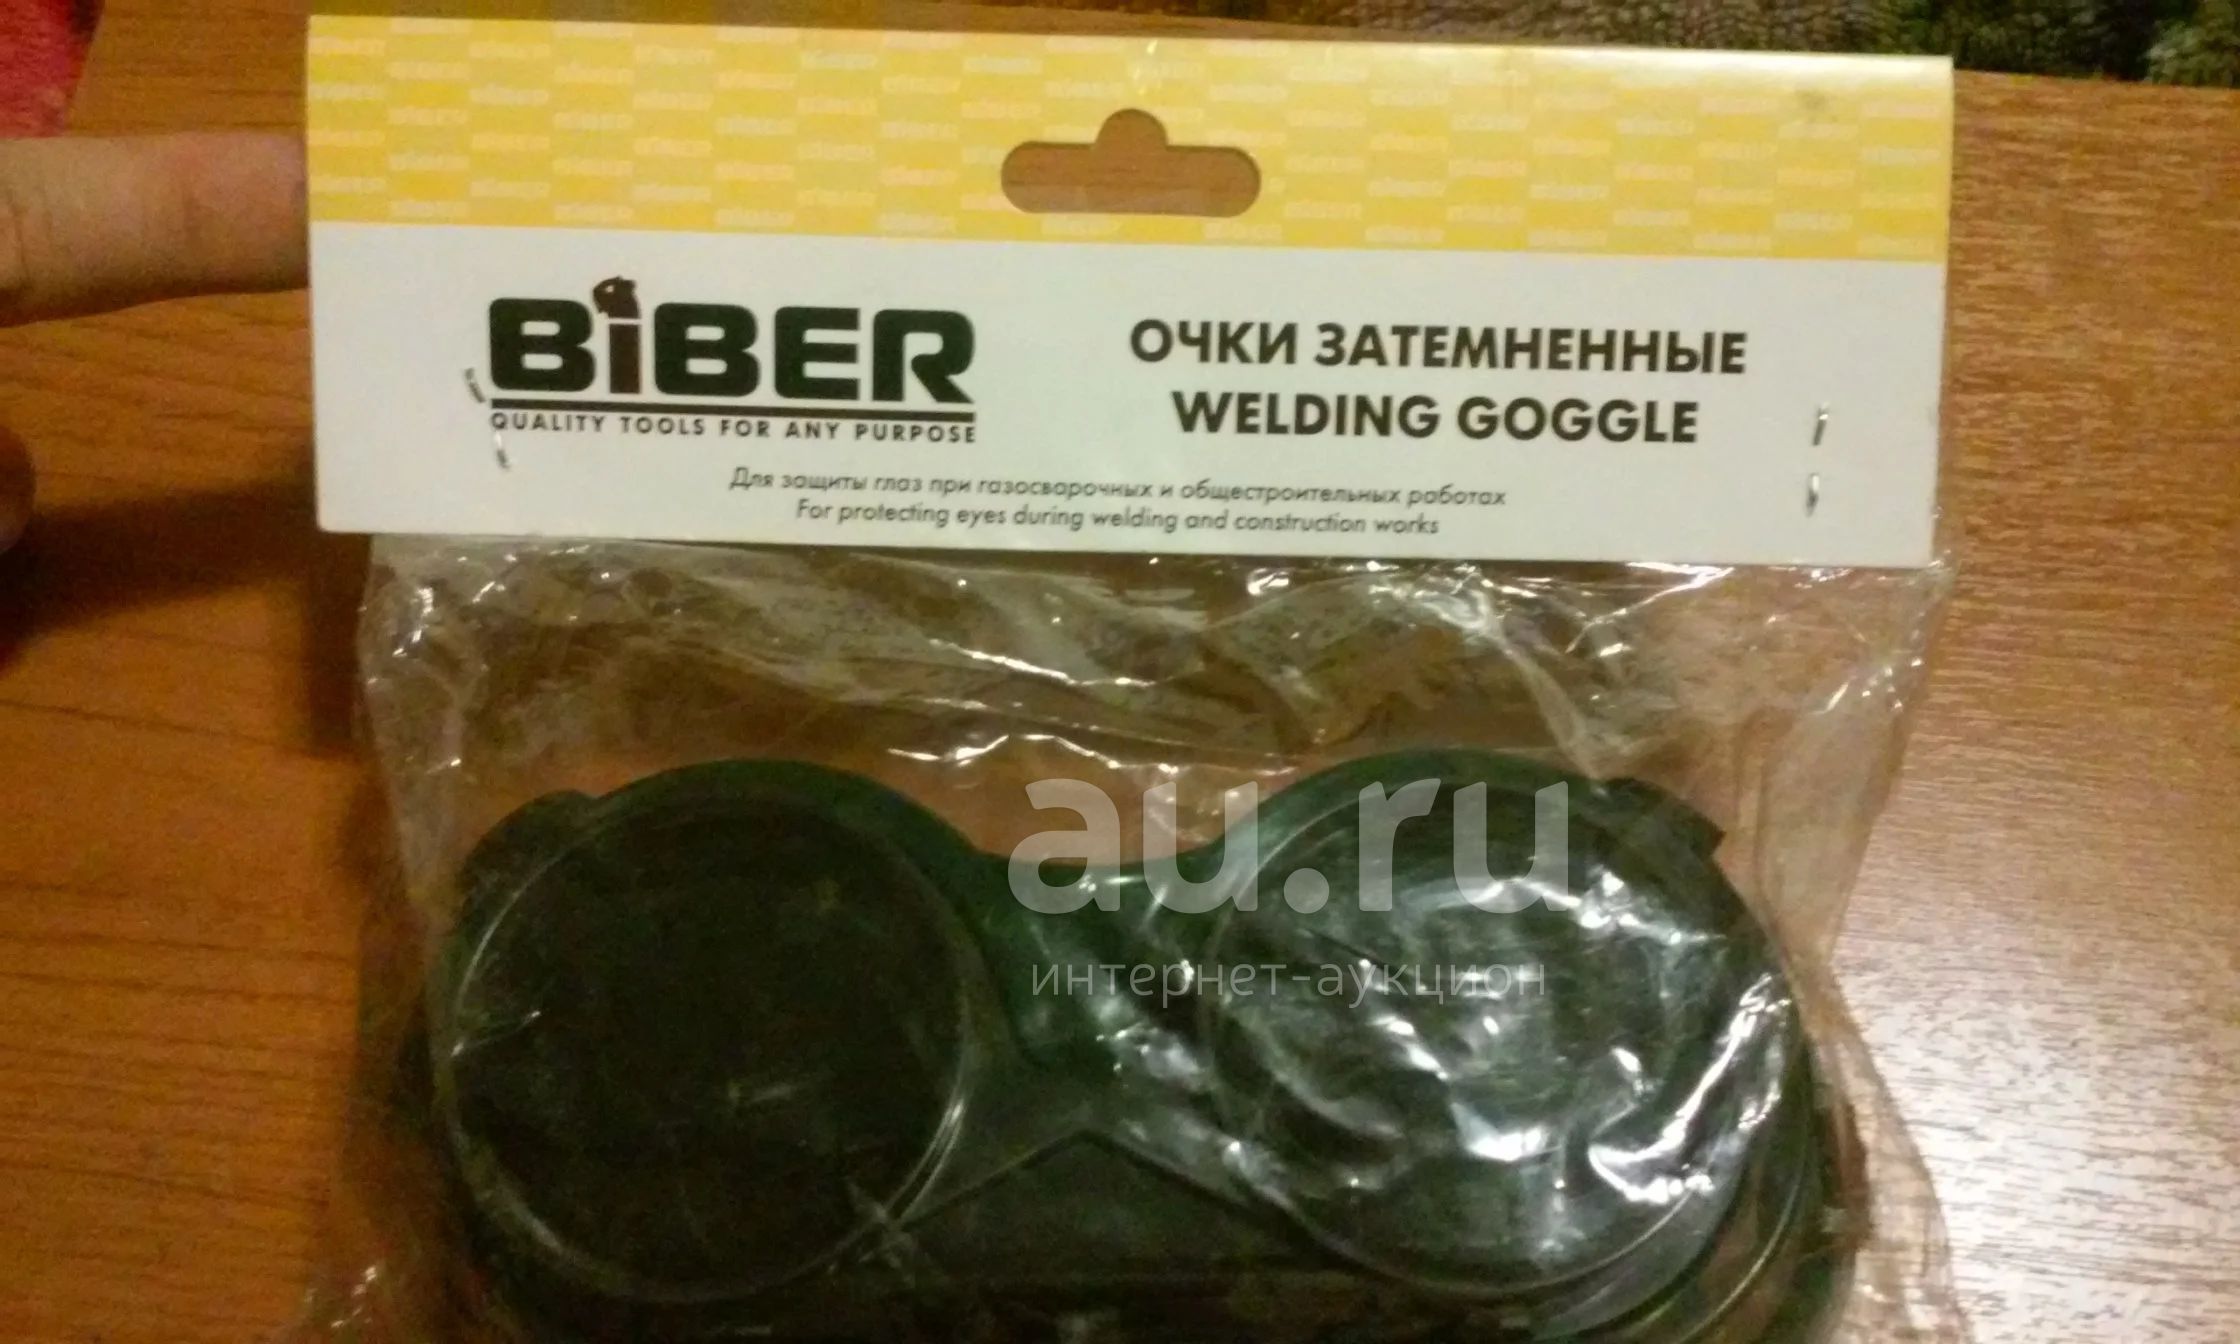 BiBER
QUALITY TOOLS FOR ANY PURPOSE
ОЧКИ ЗАТЕМНЕННЫЕ
WELDING GOGGLE
Для защиты глаз при газосварочных и общестроительных работах
For protecting eyes during welding and construction works
au.ru
интернет-аукцион